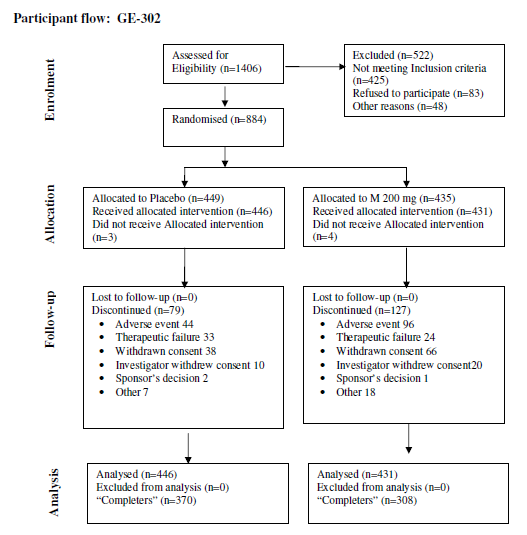 Participant flow: GE-302
Enrolment
Assessed for
Eligibility (n=1406)
Excluded (n=522)
Not meeting Inclusion criteria
(n=425)
Refused to participate (n=83)
Other reasons (n=48)
Randomised (n=884)
Allocation
Allocated to Placebo (n=449)
Received allocated intervention (n=446)
Did not receive Allocated intervention
(n=3)
Allocated to M 200 mg (n=435)
Received allocated intervention (n=431)
Did not receive Allocated intervention
(n=4)
Follow-up
Lost to follow-up (n=0)
Discontinued (n=79)
• Adverse event 44
• Therapeutic failure 33
• Withdrawn consent 38
• Investigator withdrew consent 10
• Sponsor's decision 2
• Other 7
Lost to follow-up (n=0)
Discontinued (n=127)
• Adverse event 96
• Therapeutic failure 24
• Withdrawn consent 66
• Investigator withdrew consent20
• Sponsor's decision 1
• Other 18
Analysis
Analysed (n=446)
Excluded from analysis (n=0)
“Completers” (n=370)
Analysed (n=431)
Excluded from analysis (n=0)
“Completers” (n=308)